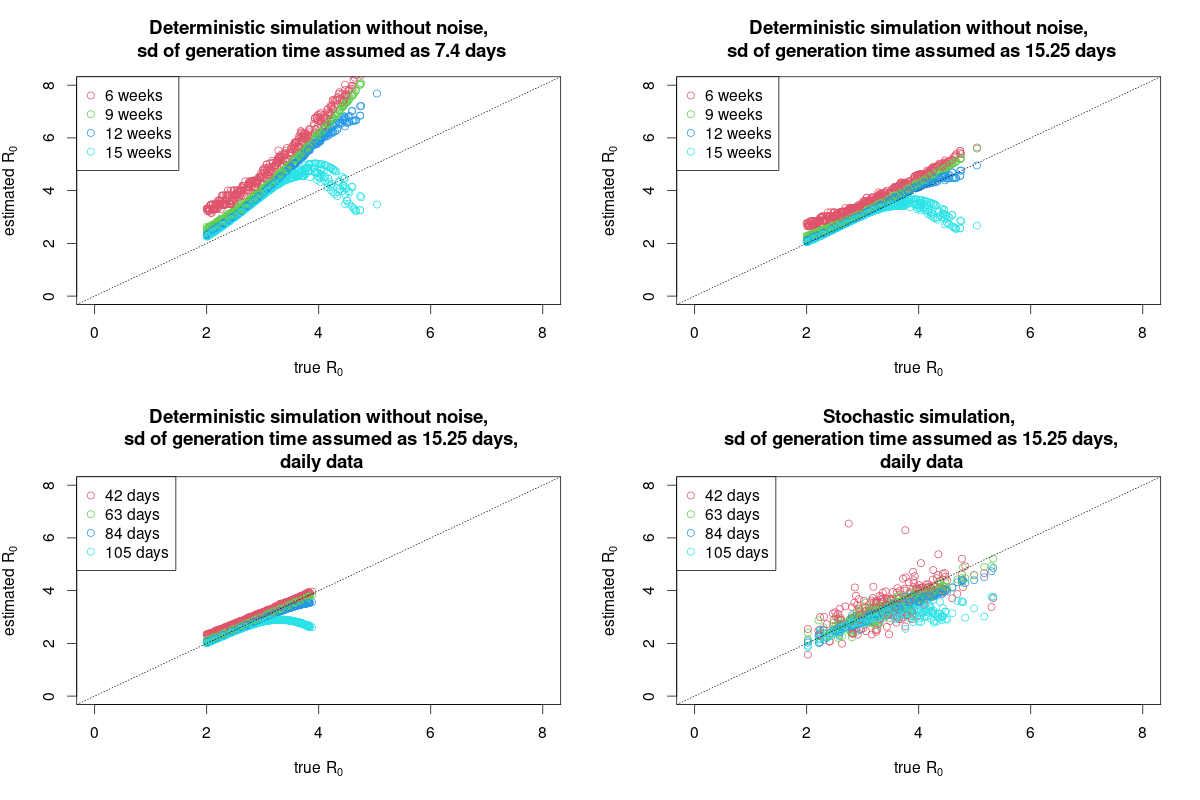 Deterministic simulation without noise,
sd of generation time assumed as 7.4 days
6 weeks
9 weeks
12 weeks
15 weeks
estimated R0
0
2
4
6
8
0
2
4
6
8
true R0
Deterministic simulation without noise,
sd of generation time assumed as 15.25 days
6 weeks
9 weeks
12 weeks
15 weeks
estimated R0
0
2
4
6
8
0
2
4
6
8
true R0
Deterministic simulation without noise,
sd of generation time assumed as 15.25 days,
daily data
42 days
63 days
84 days
105 days
estimated R0
0
2
4
6
8
0
2
4
6
8
true R0
Stochastic simulation,
sd of generation time assumed as 15.25 days,
daily data
42 days
63 days
84 days
105 days
estimated R0
0
2
4
6
8
0
2
4
6
8
true R0